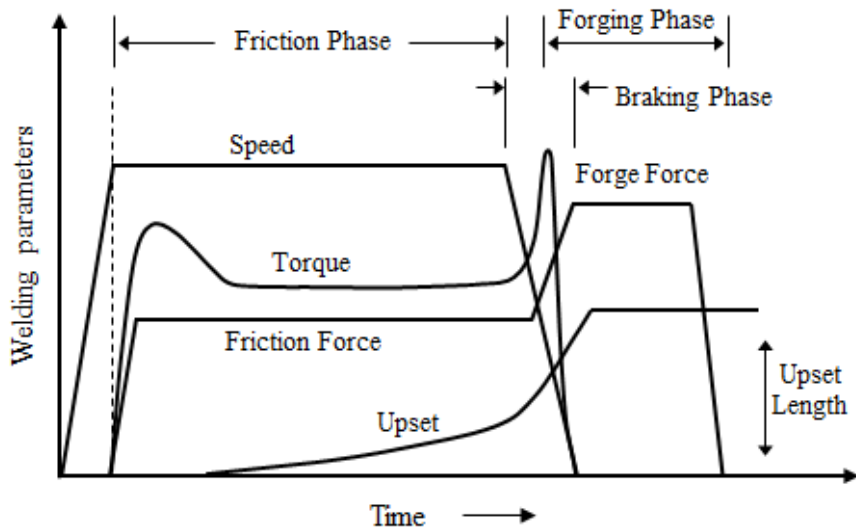 Forging Phase
Friction Phase
Braking Phase
Speed
Forge Force
Torque
Friction Force
Upset
Upset
Length
Welding parameters
Time